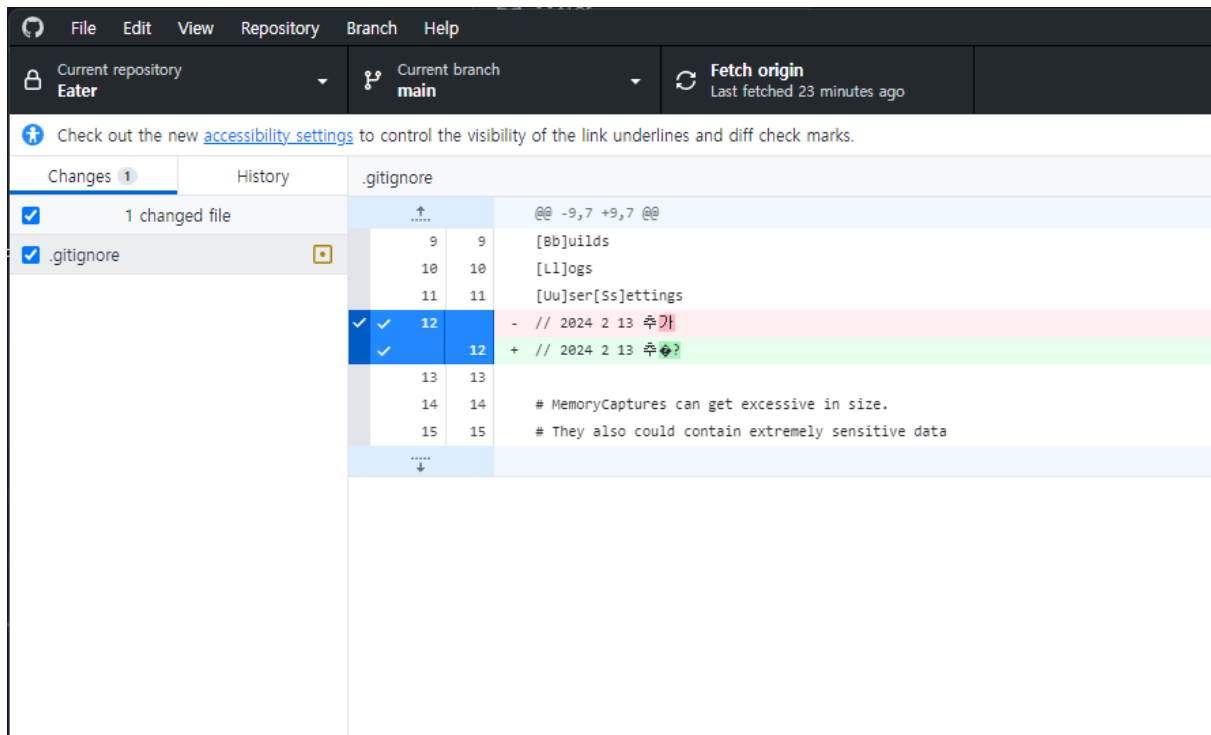 File Edit View Repository Branch Help
Current repository
Eater
Current branch
main
Fetch origin
Last fetched 23 minutes ago
Check out the new accessibility settings to control the visibility of the link underlines and diff check marks.
Changes 1 History
.gitignore
1 changed file
.gitignore
@@ -9,7 +9,7 @@
9 9 [Bb]uilds
10 10 [Ll]ogs
11 11 [Uu]ser[Ss]ettings
12 - // 2024 2 13 추가
12 + // 2024 2 13 추�?
13 13
14 14 # MemoryCaptures can get excessive in size.
15 15 # They also could contain extremely sensitive data